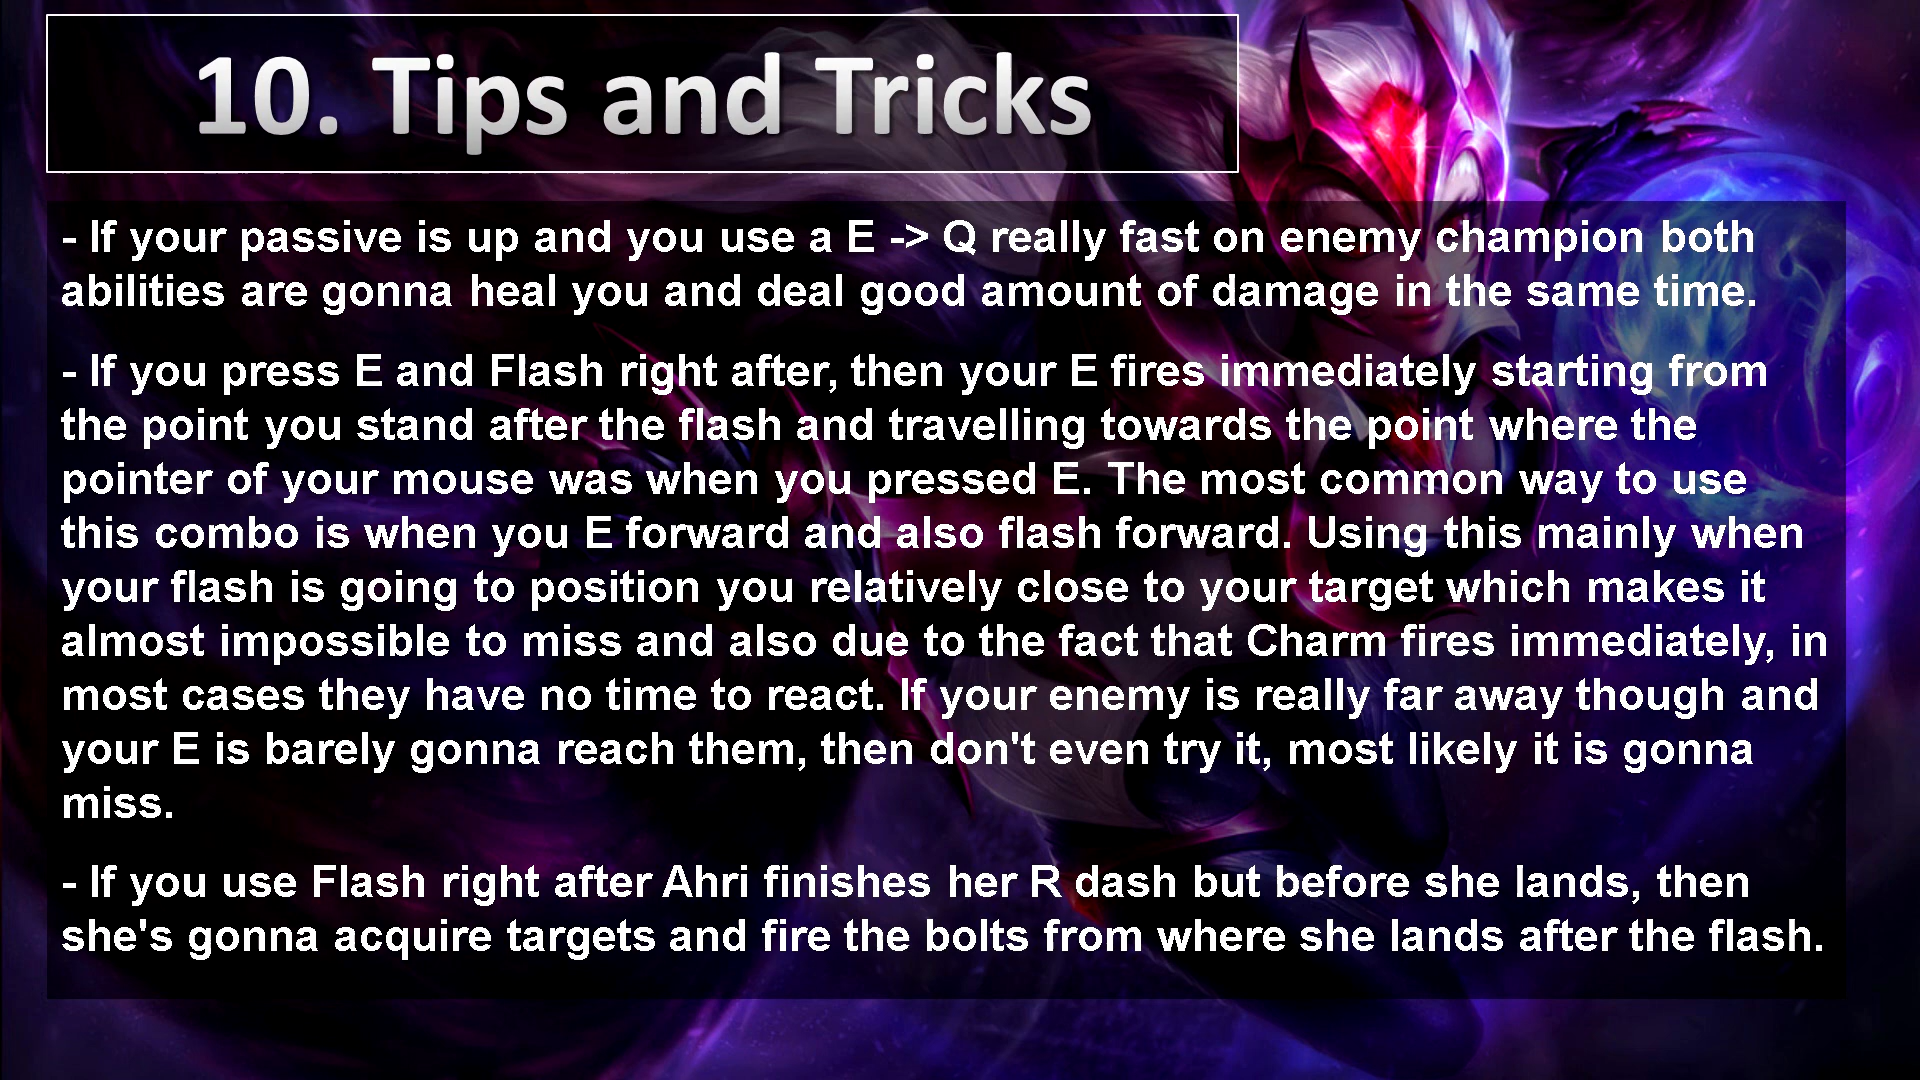 10. Tips and Tricks
- If your passive is up and you use a E -> Q really fast on enemy champion both
abilities are gonna heal you and deal good amount of damage in the same time.
- If you press E and Flash right after, then your E fires immediately starting from
the point you stand after the flash and travelling towards the point where the
pointer of your mouse was when you pressed E. The most common way to use
this combo is when you E forward and also flash forward. Using this mainly when
your flash is going to position you relatively close to your target which makes it
almost impossible to miss and also due to the fact that Charm fires immediately, in
most cases they have no time to react. If your enemy is really far away though and
your E is barely gonna reach them, then don't even try it, most likely it is gonna
miss.
- If you use Flash right after Ahri finishes her R dash but before she lands, then
she's gonna acquire targets and fire the bolts from where she lands after the flash.